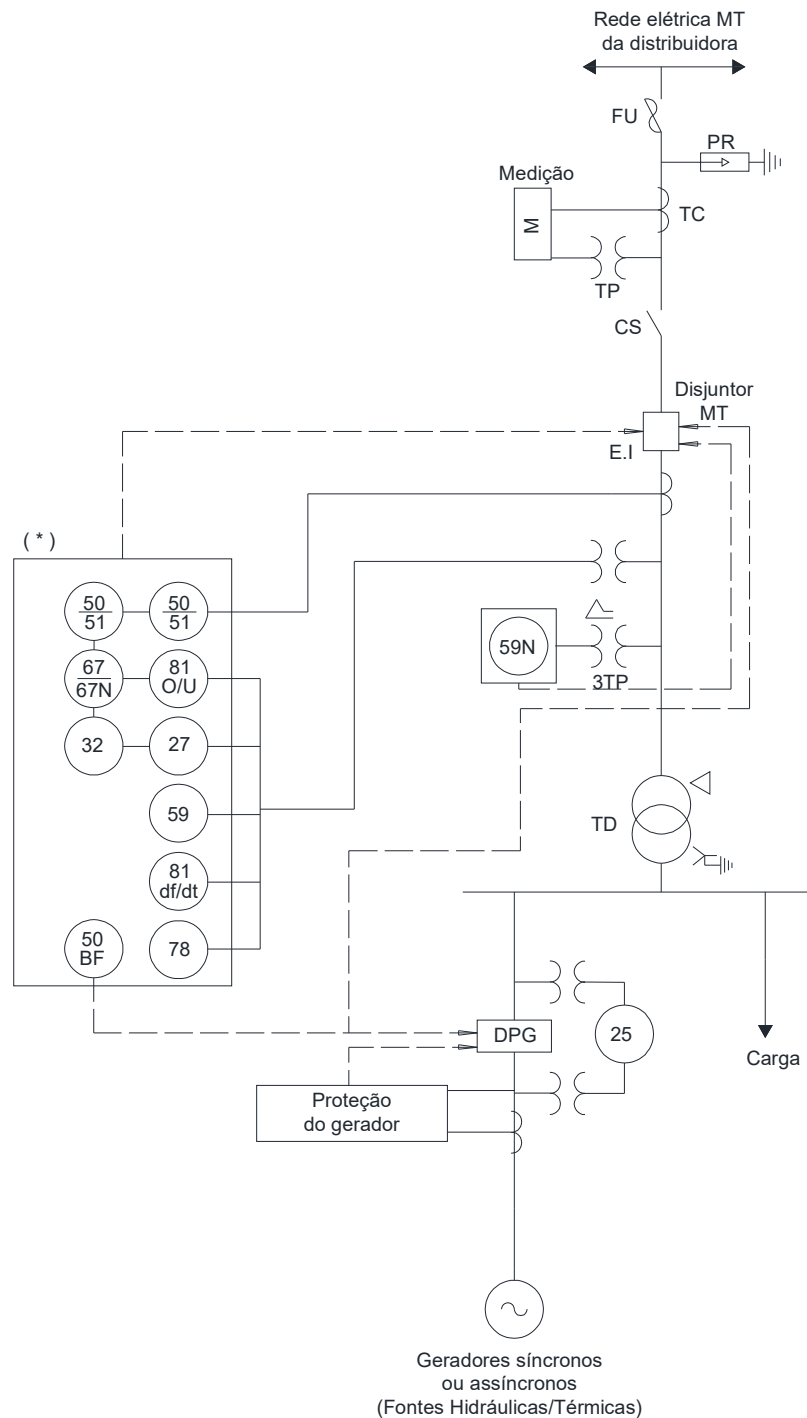 Rede elétrica MT
da distribuidora
FU
PR
Medição
M
TC
TP
CS
Disjuntor
MT
E.I
( * )
50
51
50
51
59N
67
67N
81
O/U
3TP
32
27
59
TD
81
df/dt
50
BF
78
DPG
25
Carga
Proteção
do gerador
Geradores síncronos
ou assíncronos
(Fontes Hidráulicas/Térmicas)